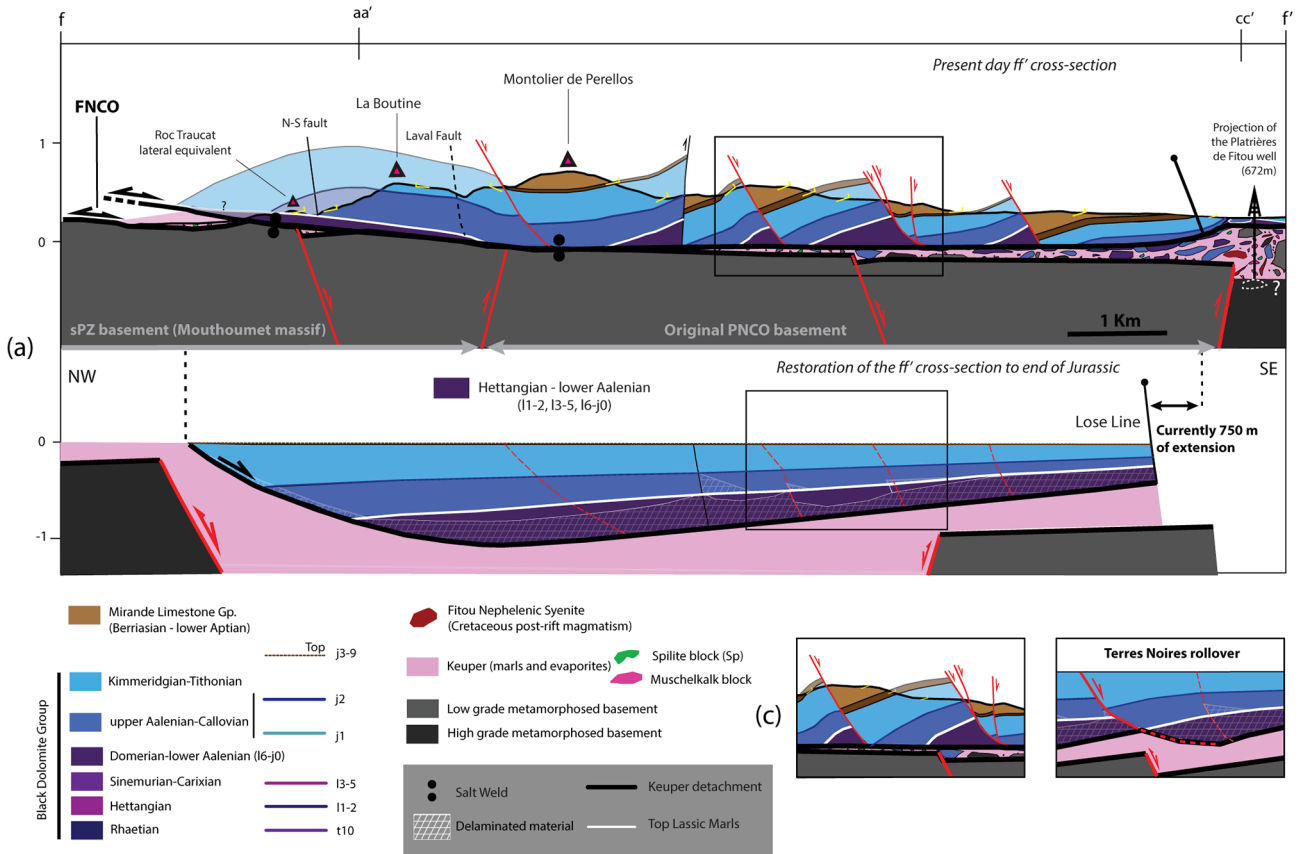 f
aa'
cc'
f'
Present day ff' cross-section
FNCO
Roc Traucat
lateral equivalent
N-S fault
La Boutine
Laval Fault
Montolier de Perellos
Projection of
the Platrières
de Fitou well
(672m)
1
0
?
?
1 Km
sPZ basement (Mouthoumet massif)
Original PNCO basement
(a)
NW
SE
Restoration of the ff' cross-section to end of Jurassic
Hettangian - lower Aalenian
(l1-2, l3-5, l6-j0)
Lose Line
Currently 750 m
of extension
0
-1
Mirande Limestone Gp.
(Berriasian - lower Aptian)
Top
j3-9
Black Dolomite Group
Kimmeridgian-Tithonian
j2
upper Aalenian-Callovian
j1
Domerian-lower Aalenian (l6-j0)
Sinemurian-Carixian
l3-5
Hettangian
l1-2
Rhaetian
t10
Fitou Nephelenic Syenite
(Cretaceous post-rift magmatism)
Keuper (marls and evaporites)
Spilite block (Sp)
Muschelkalk block
Low grade metamorphosed basement
High grade metamorphosed basement
Salt Weld
Keuper detachment
Delaminated material
Top Lassic Marls
(c)
Terres Noires rollover